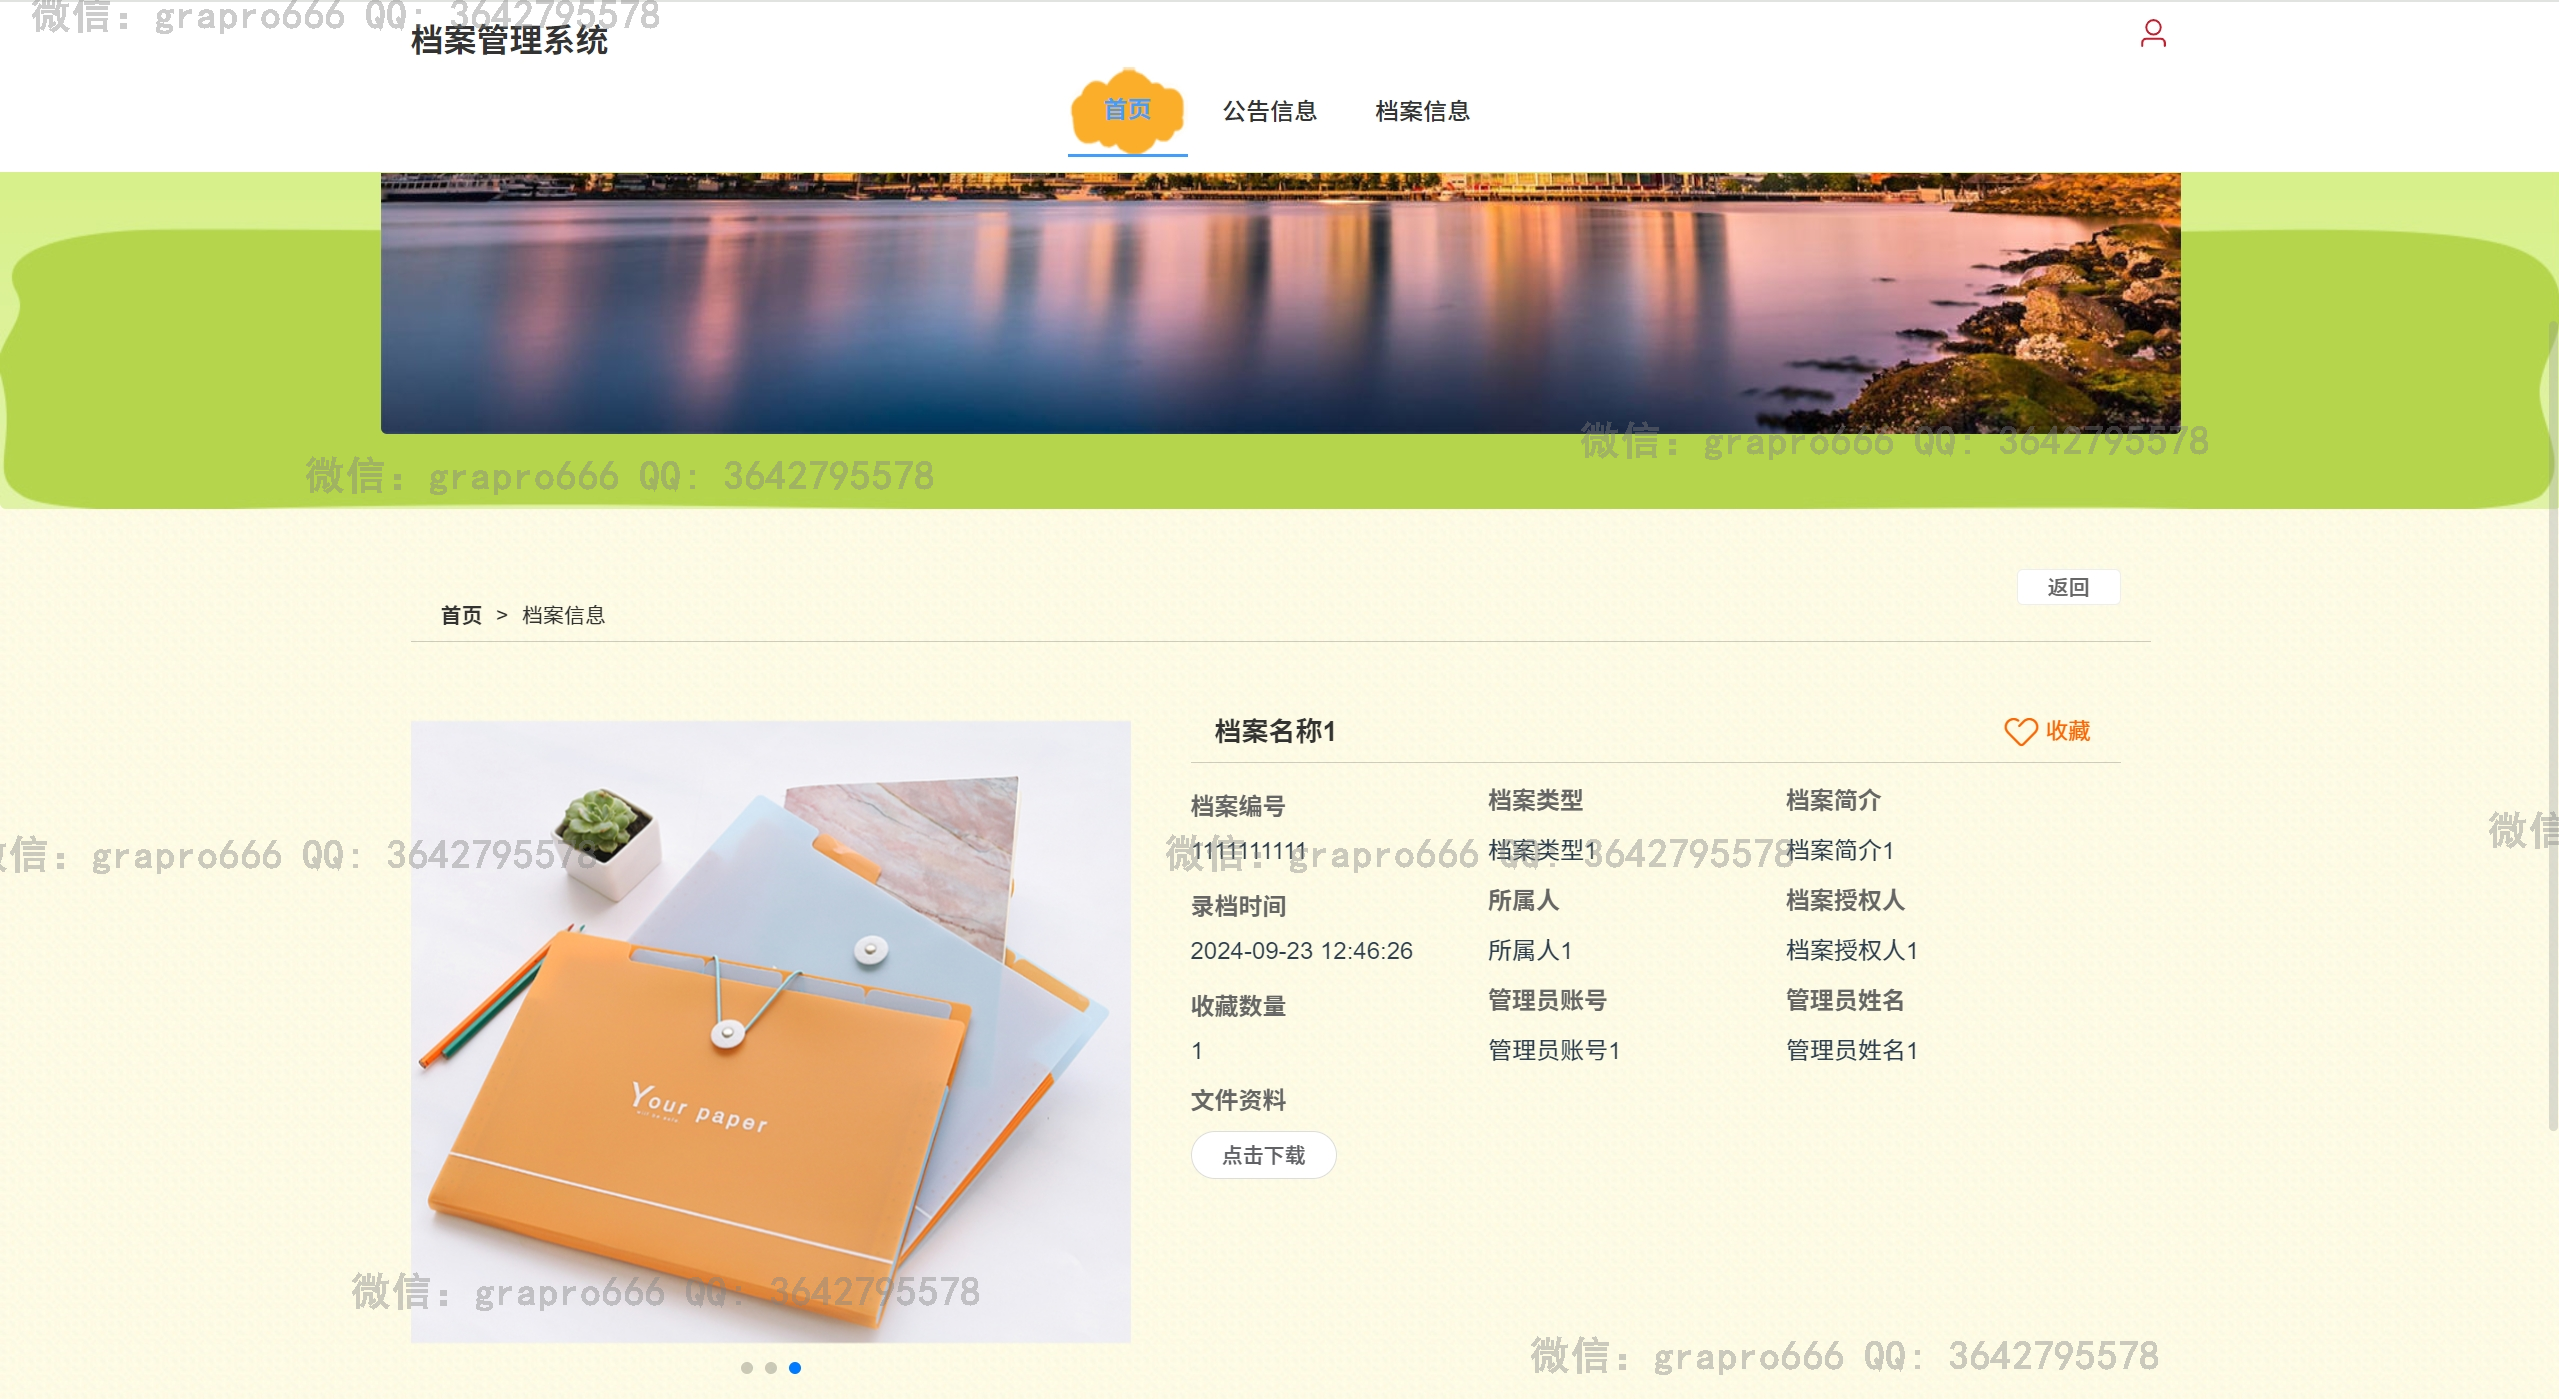 微信：grapro666 QQ: 3642795578
档案管理系统
首页 公告信息 档案信息
微信：grapro666 QQ: 3642795578
微信：grapro666 QQ: 3642795578
返回
首页 > 档案信息
档案名称1 收藏
档案编号 档案类型 档案简介
1111111111 档案类型1 档案简介1
微信：grapro666 QQ: 3642795578
微信：grapro666 QQ: 3642795578
微信
录档时间 所属人 档案授权人
2024-09-23 12:46:26 所属人1 档案授权人1
收藏数量 管理员账号 管理员姓名
1 管理员账号1 管理员姓名1
文件资料
点击下载
Your paper
微信：grapro666 QQ: 3642795578
微信：grapro666 QQ: 3642795578